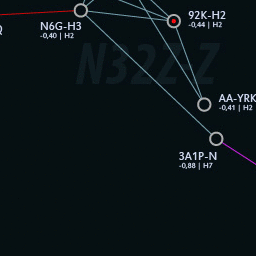 92K-H2
-0,44 | H2
N6G-H3
-0,40 | H2
N32Z-Z
AA-YRK
-0,41 | H2
3A1P-N
-0,88 | H7